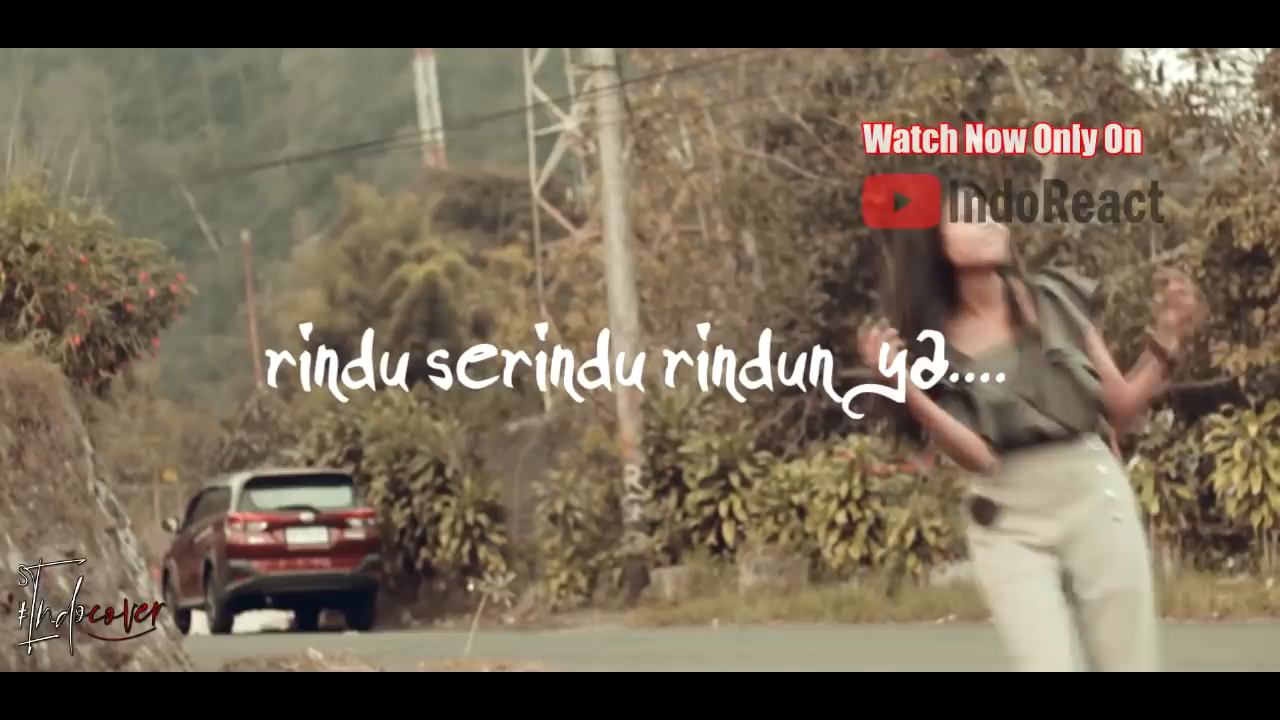 Watch Now Only On
IndoReact
rindu serindu rindun ya....
Indocover